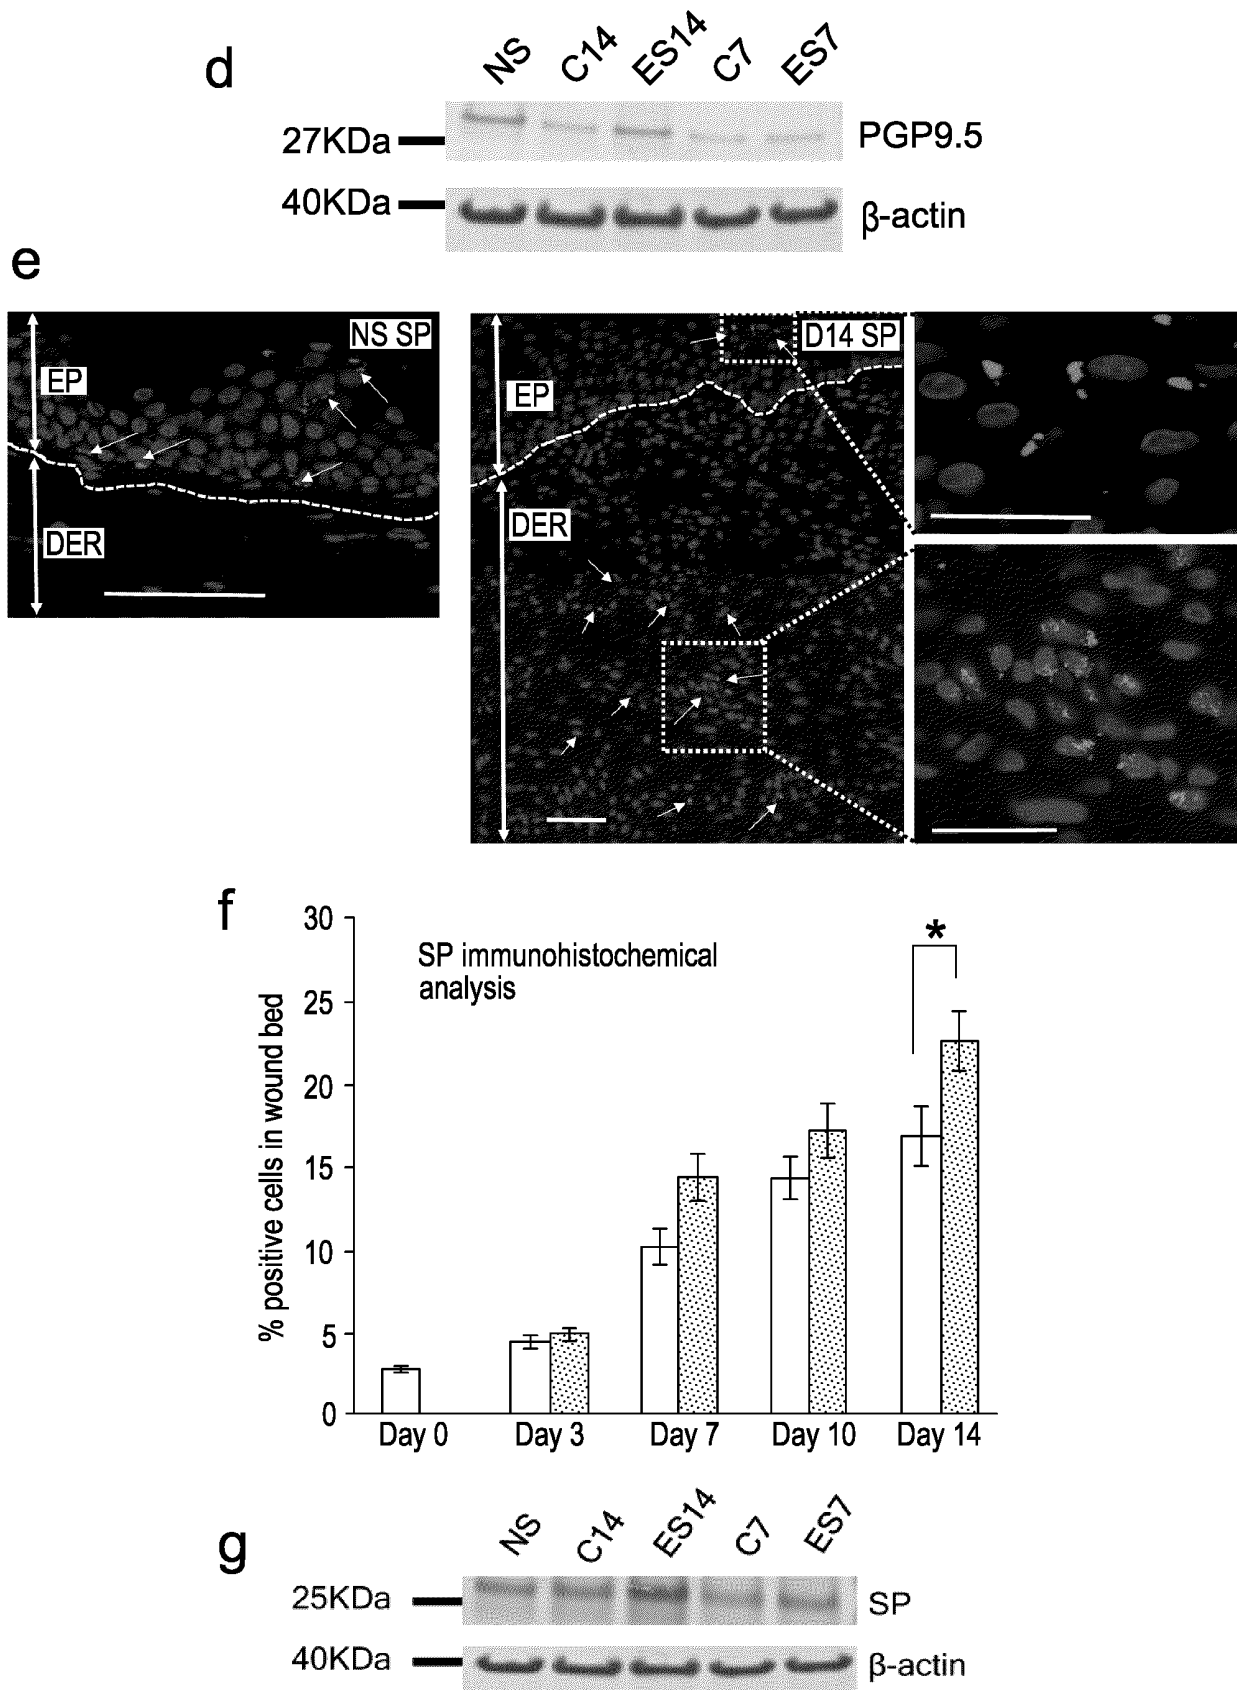 d
NS C14 ES14 C7 ES7
27KDa PGP9.5
40KDa β-actin
e
NS SP
EP
DER
D14 SP
EP
DER
f
SP immunohistochemical
analysis
*
% positive cells in wound bed
30
25
20
15
10
5
0
Day 0 Day 3 Day 7 Day 10 Day 14
g
NS C14 ES14 C7 ES7
25KDa SP
40KDa β-actin